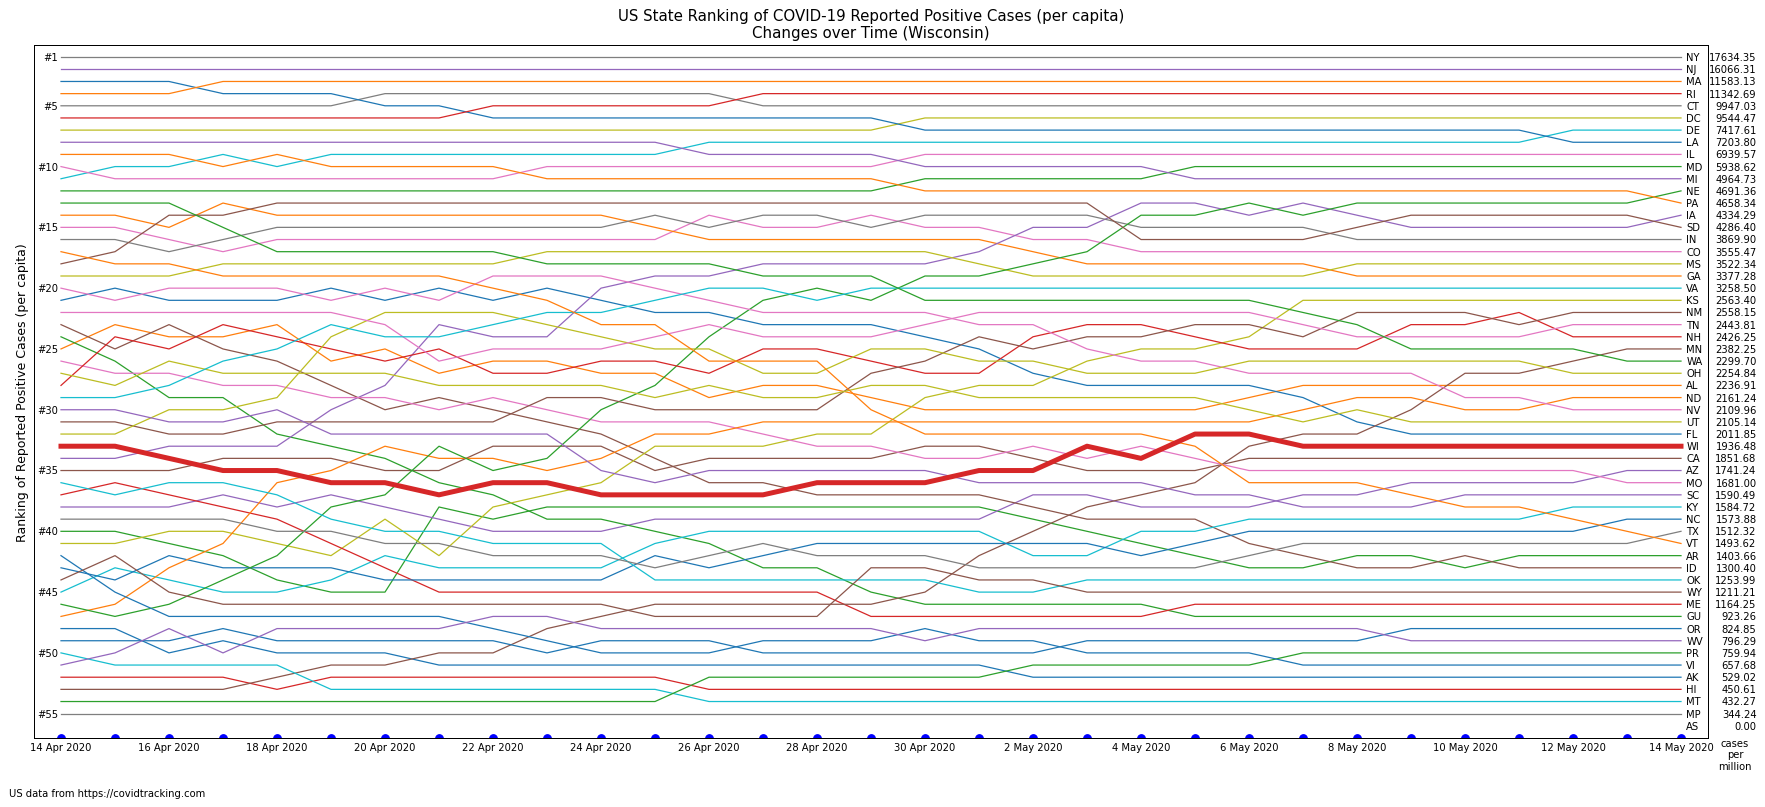 US State Ranking of COVID-19 Reported Positive Cases (per capita)
Changes over Time (Wisconsin)
Ranking of Reported Positive Cases (per capita)
#1
#5
#10
#15
#20
#25
#30
#35
#40
#45
#50
#55
NY 17634.35
NJ 16066.31
MA 11583.13
RI 11342.69
CT 9947.03
DC 9544.47
DE 7417.61
LA 7203.80
IL 6939.57
MD 5938.62
MI 4964.73
NE 4691.36
PA 4658.34
IA 4334.29
SD 4286.40
IN 3869.90
CO 3555.47
MS 3522.34
GA 3377.28
VA 3258.50
KS 2563.40
NM 2558.15
TN 2443.81
NH 2426.25
MN 2382.25
WA 2299.70
OH 2254.84
AL 2236.91
ND 2161.24
NV 2109.96
UT 2105.14
FL 2011.85
WI 1936.48
CA 1851.68
AZ 1741.24
MO 1681.00
SC 1590.49
KY 1584.72
NC 1573.88
TX 1512.32
VT 1493.62
AR 1403.66
ID 1300.40
OK 1253.99
WY 1211.21
ME 1164.25
GU 923.26
OR 824.85
WV 796.29
PR 759.94
VI 657.68
AK 529.02
HI 450.61
MT 432.27
MP 344.24
AS 0.00
14 Apr 2020 16 Apr 2020 18 Apr 2020 20 Apr 2020 22 Apr 2020 24 Apr 2020 26 Apr 2020 28 Apr 2020 30 Apr 2020 2 May 2020 4 May 2020 6 May 2020 8 May 2020 10 May 2020 12 May 2020 14 May 2020
cases
per
million
US data from https://covidtracking.com